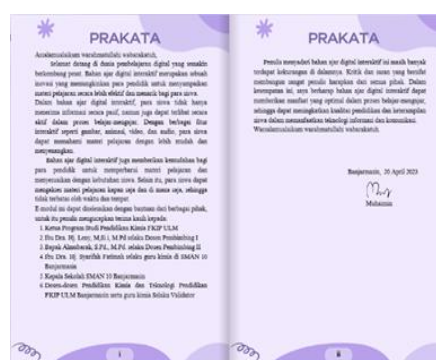 PRAKATA
Assalamualaikum warahmatullahi wabarakatuh,
Selamat datang di dunia pembelajaran digital yang semakin
berkembang pesat. Bahan ajar digital interaktif merupakan sebuah
inovasi yang memungkinkan para pendidik untuk menyampaikan
materi pelajaran secara lebih efektif dan menarik bagi para siswa.
Dalam bahan ajar digital interaktif, para siswa tidak hanya
menerima informasi secara pasif, namun juga dapat terlibat secara
aktif dalam proses belajar-mengajar. Dengan berbagai fitur
interaktif seperti gambar, animasi, video, dan audio, para siswa
dapat memahami materi pelajaran dengan lebih mudah dan
menyenangkan.
Bahan ajar digital interaktif juga memberikan kemudahan bagi
para pendidik untuk memperbarui materi pelajaran dan
menyesuaikan dengan kebutuhan siswa. Selain itu, para siswa dapat
mengakses materi pelajaran kapan saja dan di mana saja, sehingga
tidak terbatas oleh waktu dan tempat.
E-modul ini dapat diselesaikan dengan bantuan dari berbagai pihak,
untuk itu penulis mengucapkan terima kasih kepada:
1. Ketua Program Studi Pendidikan Kimia FKIP ULM
2. Ibu Dra. Hj. Leny, M.Si., M.Pd selaku Dosen Pembimbing I
3. Bapak Almubarak, S.Pd., M.Pd. selaku Dosen Pembimbing II
4. Ibu Dra. Hj. Syarifah Fatimah selaku guru kimia di SMAN 10
Banjarmasin
5. Kepala Sekolah SMAN 10 Banjarmasin
6. Dosen-dosen Pendidikan Kimia dan Teknologi Pendidikan
FKIP ULM Banjarmasin serta guru kimia Selaku Validator
i
PRAKATA
Penulis menyadari bahan ajar digital interaktif ini masih banyak
terdapat kekurangan di dalamnya. Kritik dan saran yang bersifat
membangun sangat penulis harapkan dari semua pihak. Dalam
kesempatan ini, saya berharap bahan ajar digital interaktif dapat
memberikan manfaat yang optimal dalam proses belajar-mengajar,
sehingga dapat meningkatkan kualitas pendidikan dan keterampilan
siswa dalam memanfaatkan teknologi informasi dan komunikasi.
Wassalamualaikum warahmatullahi wabarakatuh.
Banjarmasin, 26 April 2023
Muhaimin
ii